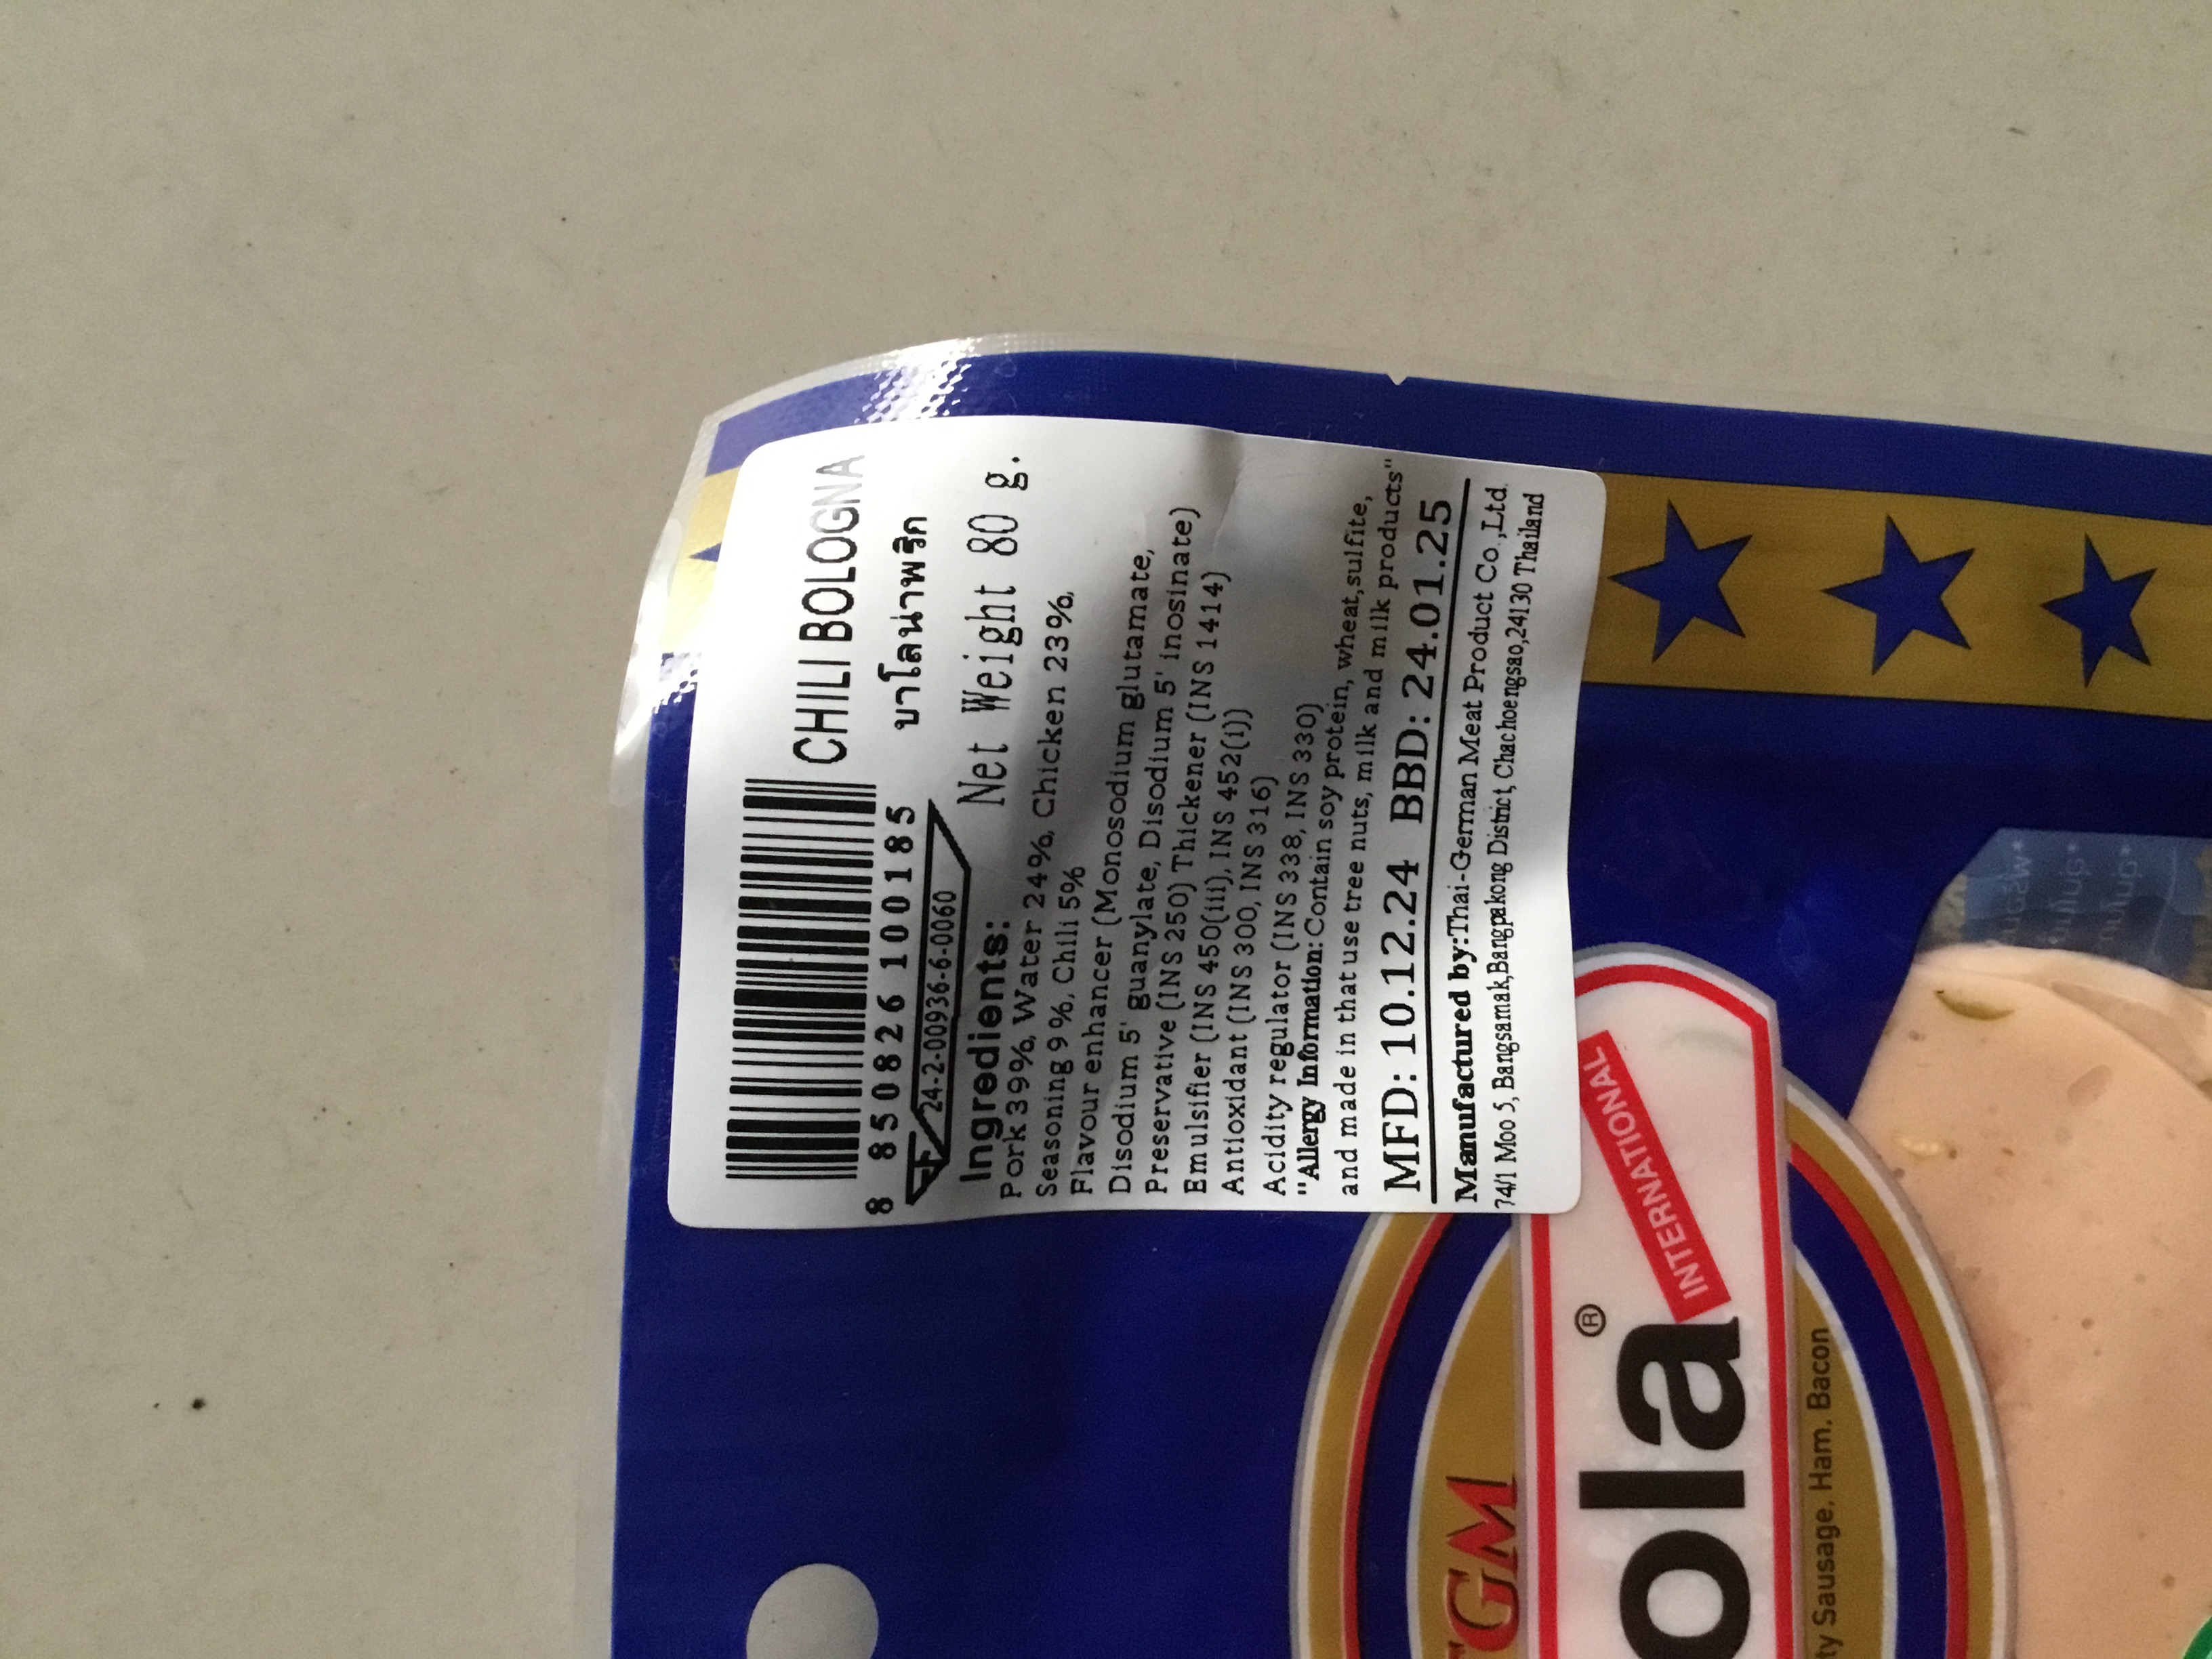 CHILI BOLOGNA
บาโลน่าพริก
8 850826 100185
24-2-00936-6-0060
Net Weight 80 g.
Ingredients:
Pork 39%, Water 24%, Chicken 23%,
Seasoning 9 %, Chili 5%
Flavour enhancer (Monosodium glutamate,
Disodium 5' guanylate, Disodium 5' inosinate)
Preservative (INS 250) Thickener (INS 1414)
Emulsifier (INS 450(iii), INS 452(i))
Antioxidant (INS 300, INS 316)
Acidity regulator (INS 338, INS 330)
"Allergy Information: Contain soy protein, wheat,sulfite,
and made in that use tree nuts, milk and milk products"
MFD: 10.12.24 BBD: 24.01.25
Manufactured by:Thai-German Meat Product Co.,Ltd.
74/1 Moo 5, Bangsamak,Bangpakong District, Chachoengsao,24130 Thailand
TGM
ola®
INTERNATIONAL
ty Sausage, Ham, Bacon